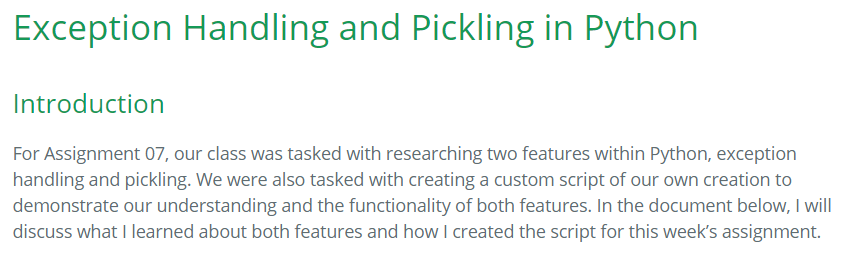 Exception Handling and Pickling in Python
Introduction
For Assignment 07, our class was tasked with researching two features within Python, exception
handling and pickling. We were also tasked with creating a custom script of our own creation to
demonstrate our understanding and the functionality of both features. In the document below, I will
discuss what I learned about both features and how I created the script for this week’s assignment.